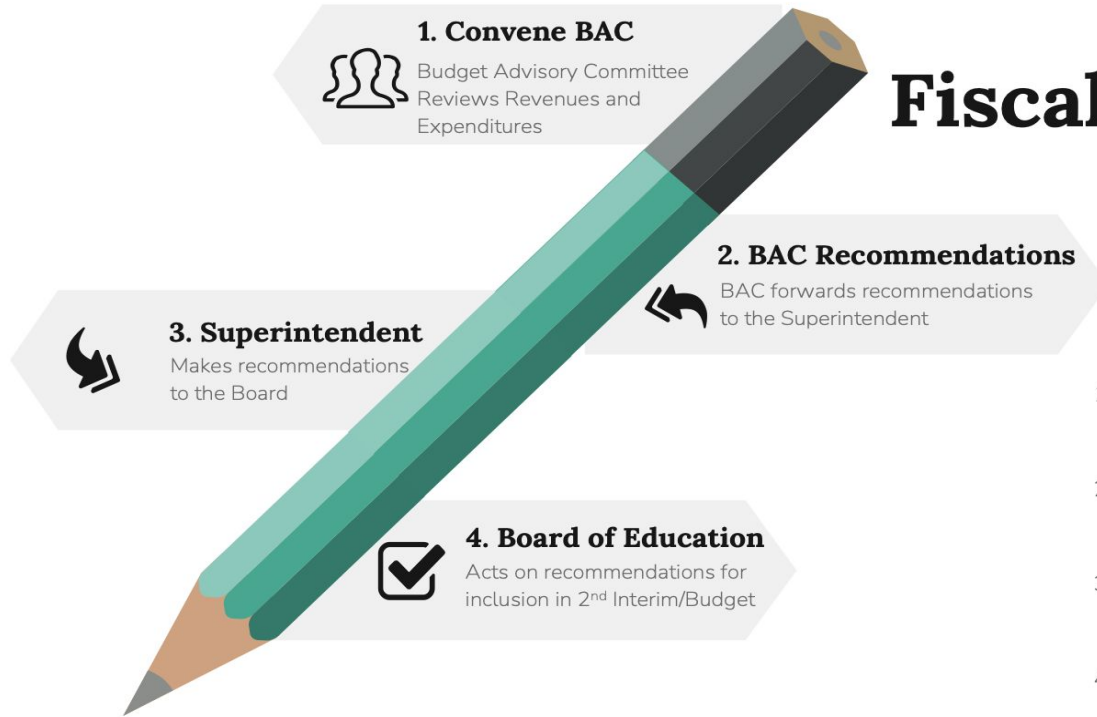 1. Convene BAC
Budget Advisory Committee
Reviews Revenues and
Expenditures
Fiscal
2. BAC Recommendations
BAC forwards recommendations
to the Superintendent
3. Superintendent
Makes recommendations
to the Board
4. Board of Education
Acts on recommendations for
inclusion in 2nd Interim/Budget